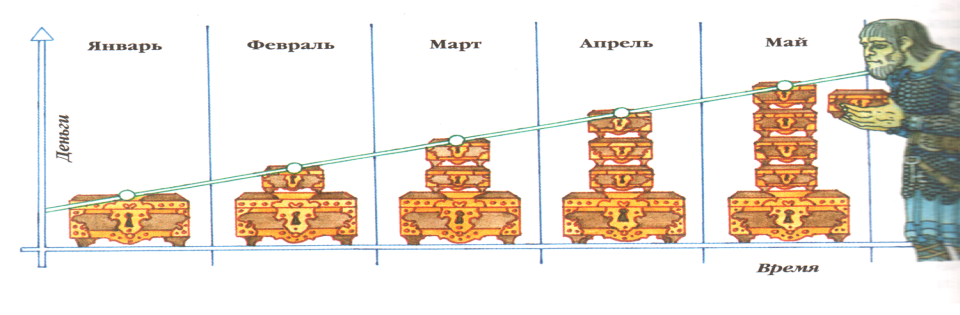 Январь
Февраль
Март
Апрель
Май
Деньги
Время